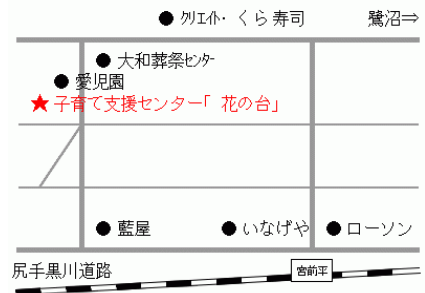 ● クリエイト・くら寿司
鷺沼⇒
● 大和葬祭センター
● 愛児園
★ 子育て支援センター「 花の台」
● 藍屋
● いなげや
● ローソン
尻手黒川道路
宮前平